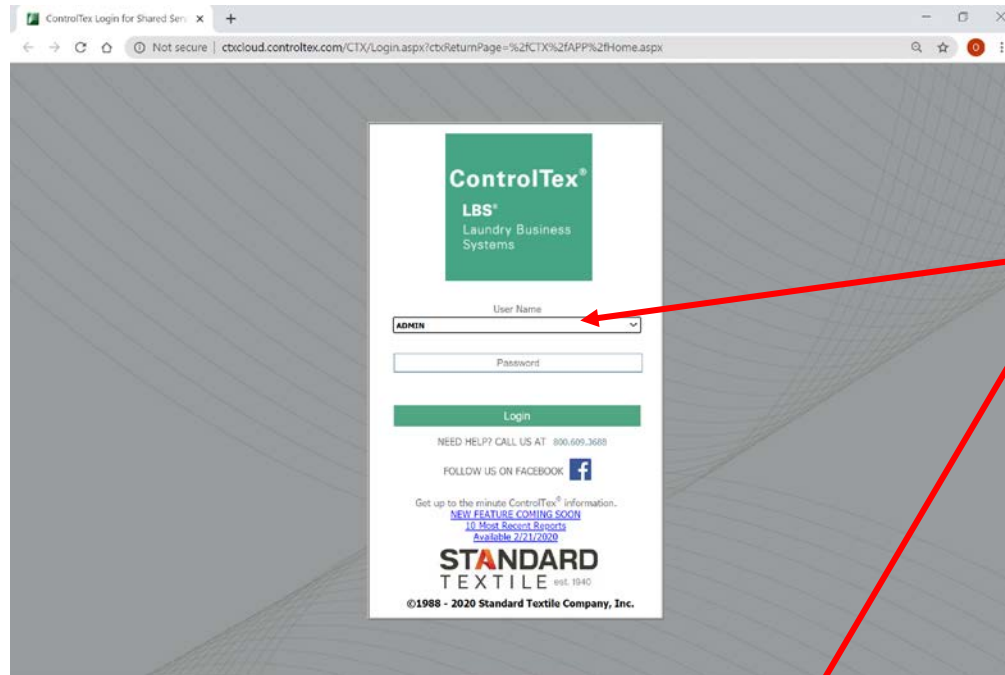 ControlTex Login for Shared Ser
Not secure | ctxcloud.controltex.com/CTX/Login.aspx?ctxReturnPage=%2fCTX%2fAPP%2fHome.aspx
O
ControlTex®
LBS®
Laundry Business
Systems
User Name
ADMIN
Password
Login
NEED HELP? CALL US AT 800.609.3688
FOLLOW US ON FACEBOOK f
Get up to the minute ControlTex® information.
NEW FEATURE COMING SOON
10 Most Recent Reports
Available 2/21/2020
STANDARD
TEXTILE est. 1940
©1988 - 2020 Standard Textile Company, Inc.